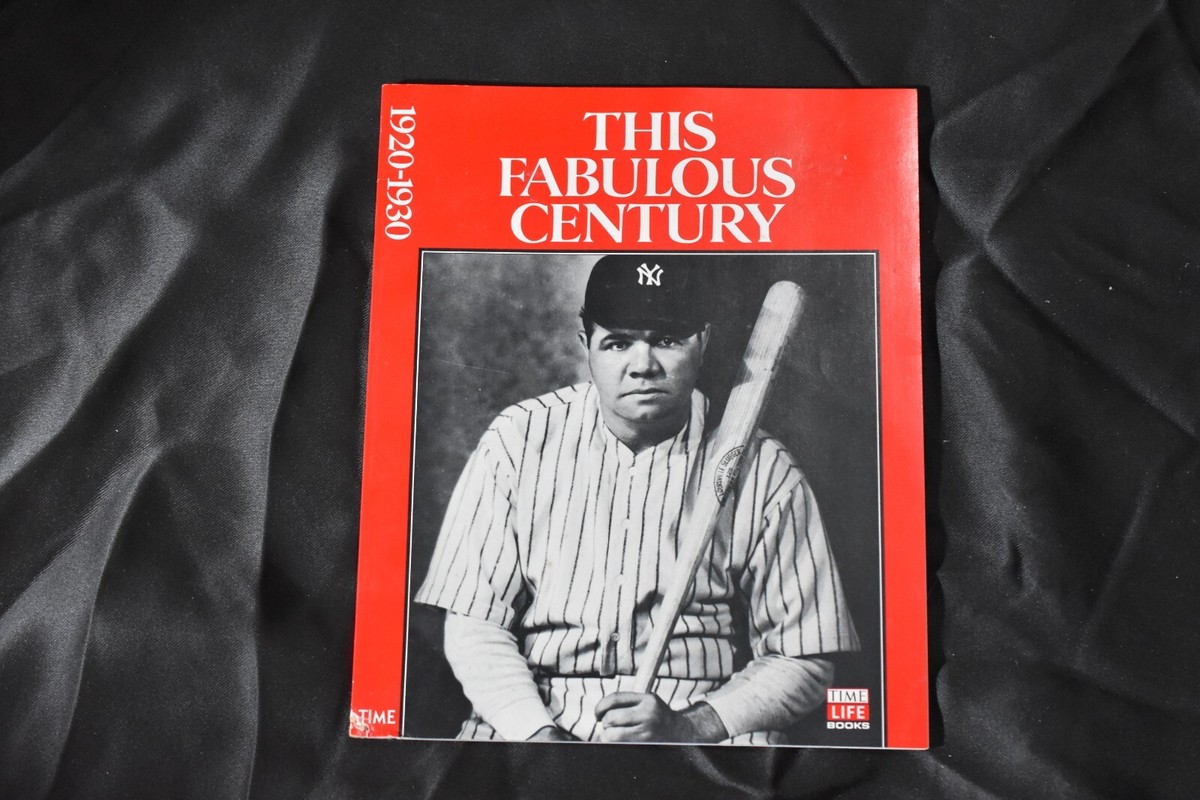 1920-1930
THIS
FABULOUS
CENTURY
NY
TIME
LIFE
BOOKS
TIME